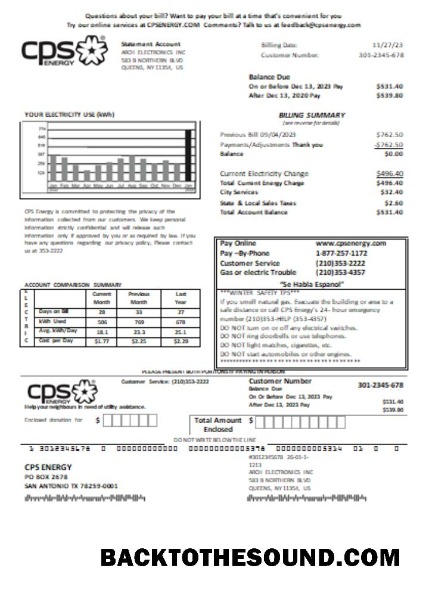 Questions about your bill? Want to pay your bill at a time that's convenient for you
Try our online services at CPSENERGY.COM Comments? Talk to us at feedback@cpsenergy.com
cps
ENERGY
Statement Account
ARCH ELECTRONICS INC
583 B NORTHERN BLVD
QUEENS, NY 11354, US
Billing Date: 11/27/23
Customer Number: 301-2345-678
Balance Due
On or Before Dec 13, 2023 Pay $531.40
After Dec 13, 2020 Pay $539.80
YOUR ELECTRICITY USE (kWh)
BILLING SUMMARY
(see reverse for details)
Previous Bill 09/04/2023 $762.50
Payments/Adjustments Thank you -$762.50
Balance $0.00
Current Electricity Change $496.40
Total Current Energy Charge $496.40
City Services $32.40
State & Local Sales Taxes $2.60
Total Account Balance $531.40
CPS Energy is committed to protecting the privacy of the
information collected from our customers. We keep personal
information strictly confidential and will release such
information only if approved by you or as required by law. If you
have any questions regarding our privacy policy, Please contact
us at 353-2222
Pay Online www.cpsenergy.com
Pay –By-Phone 1-877-257-1172
Customer Service (210)353-2222
Gas or electric Trouble (210)353-4357
"Se Habla Espanol"
***WINTER SAFETY TIPS***
If you smell natural gas. Evacuate the building or area to a
safe distance or call CPS Energy's 24- hour emergency
number (210)353-HELP (353-4357)
DO NOT turn on or off any electrical switches.
DO NOT ring doorbells or use telephones.
DO NOT light matches, cigarettes, etc.
DO NOT start automobiles or other engines.
ACCOUNT COMPARISON SUMMARY
ELECTRIC
Current Month Previous Month Last Year
Days on Bill 28 33 27
kWh Used 506 769 678
Avg. kWh/Day 18.1 23.3 25.1
Cost per Day $1.77 $2.25 $2.29
PLEASE PRESENT BOTH PORTIONS IF PAYING IN PERSON
cps
ENERGY
Customer Service: (210)353-2222
Help your neighbours in need of utility assistance.
Customer Number 301-2345-678
Balance Due
On Or Before Dec 13, 2023 Pay $531.40
After Dec 13, 2023 Pay $539.80
Enclosed donation for $
Total Amount Enclosed $
DO NOT WRITE BELOW THE LINE
CPS ENERGY
PO BOX 2678
SAN ANTONIO TX 78259-0001
ARCH ELECTRONICS INC
583 B NORTHERN BLVD
QUEENS, NY 11354, US
BACKTOTHESOUND.COM